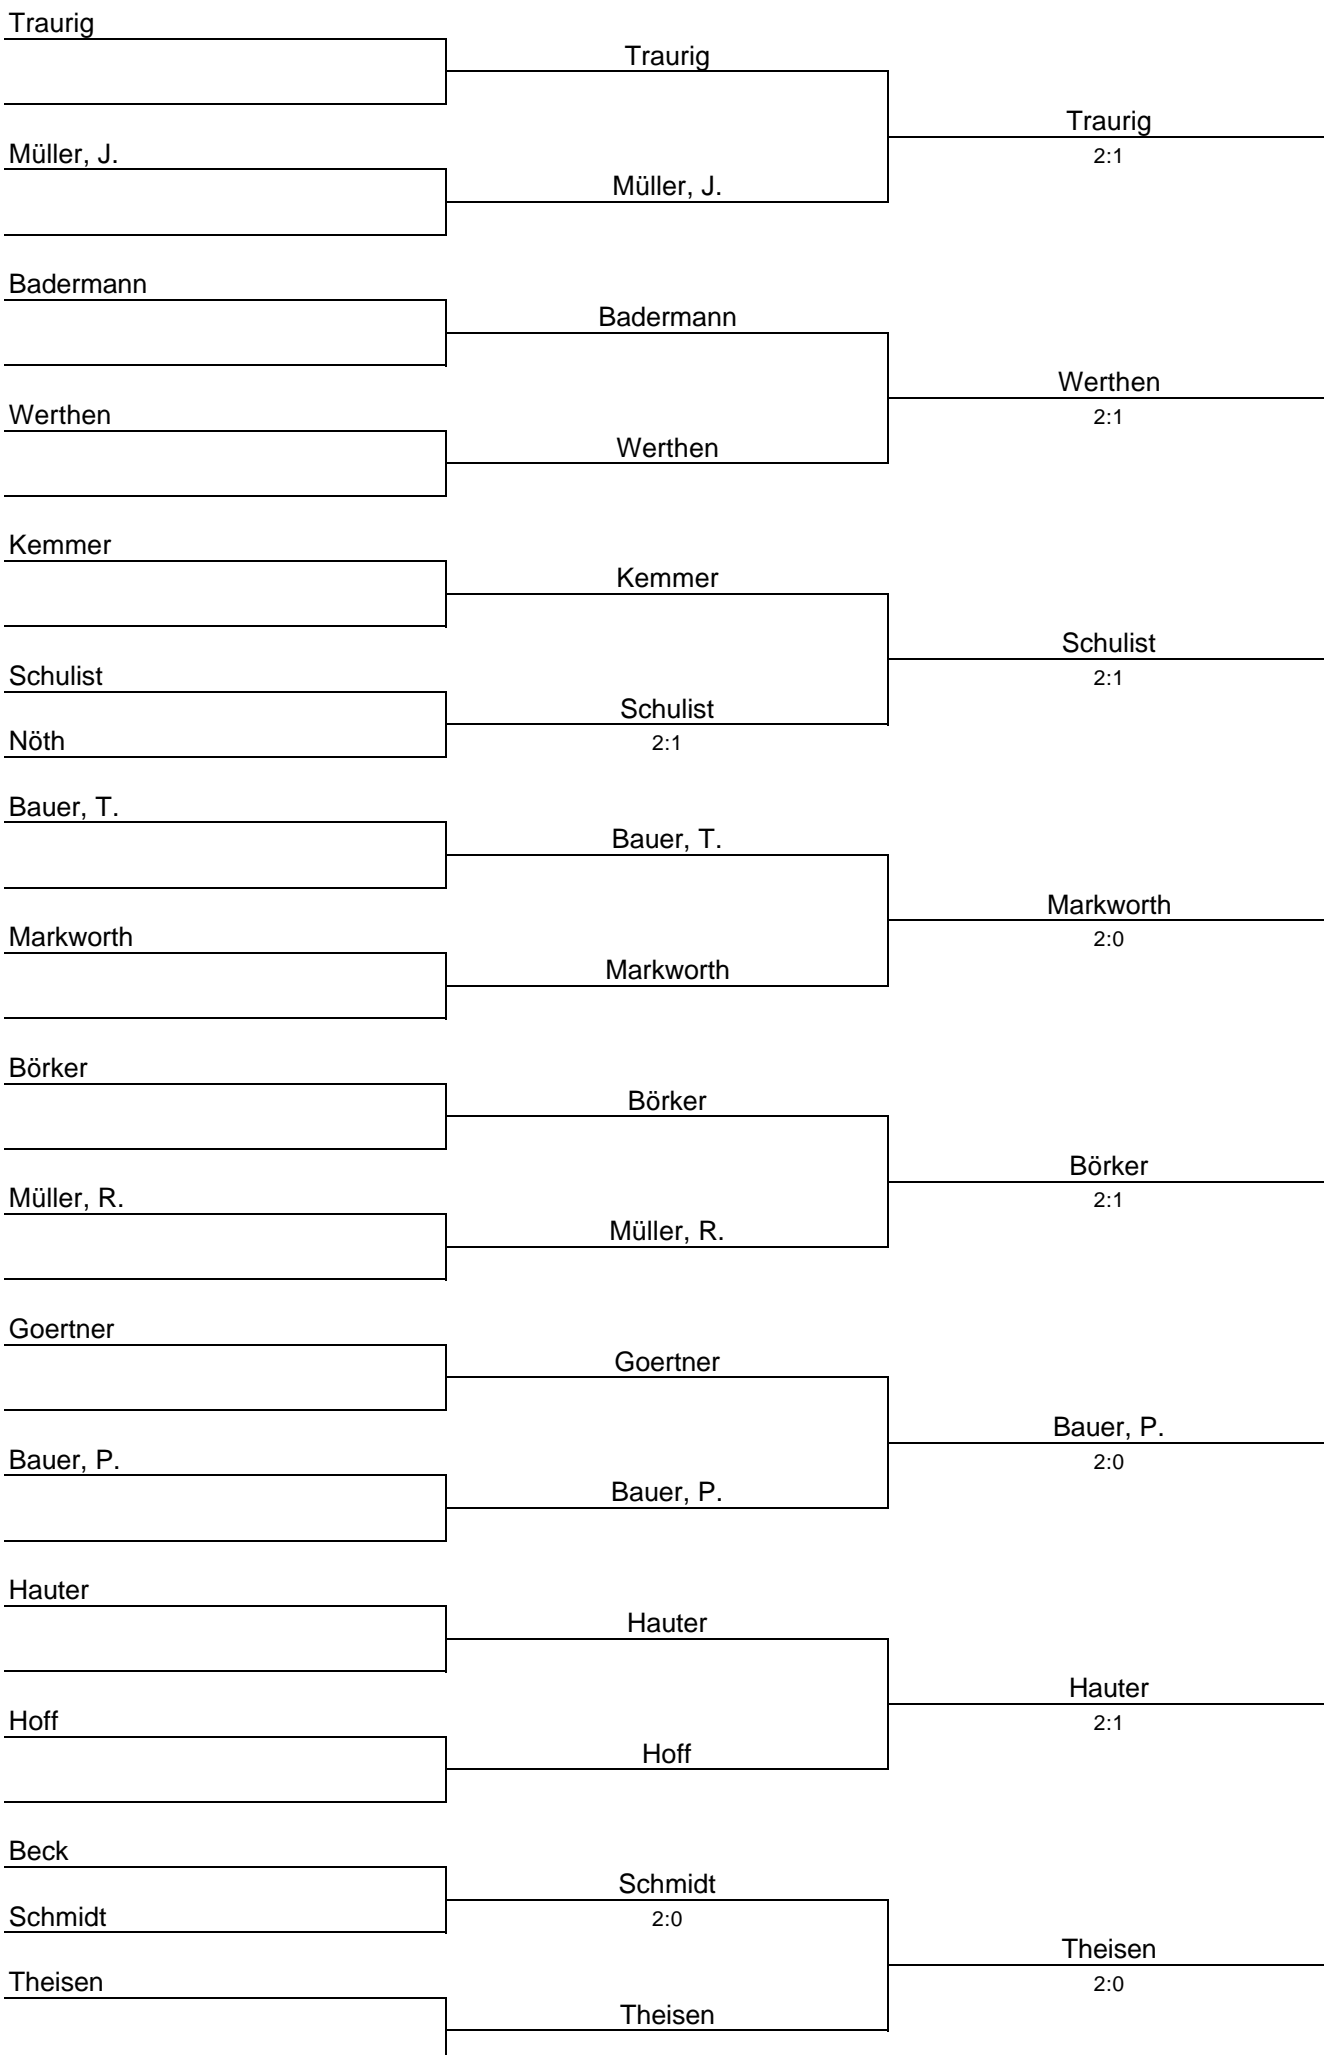 Traurig
Traurig
Traurig
2:1
Müller, J.
Müller, J.
Badermann
Badermann
Werthen
2:1
Werthen
Werthen
Kemmer
Kemmer
Schulist
2:1
Schulist
Schulist
2:1
Nöth
Bauer, T.
Bauer, T.
Markworth
2:0
Markworth
Markworth
Börker
Börker
Börker
2:1
Müller, R.
Müller, R.
Goertner
Goertner
Bauer, P.
2:0
Bauer, P.
Bauer, P.
Hauter
Hauter
Hauter
2:1
Hoff
Hoff
Beck
Schmidt
2:0
Schmidt
Theisen
2:0
Theisen
Theisen